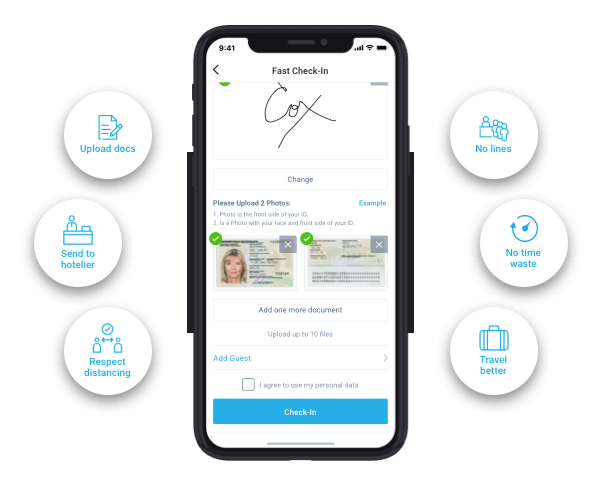 9:41
Fast Check-In
Cox
Change
Please Upload 2 Photos:
Example
1. Photo is the front side of your ID.
2. Is a Photo with your face and front side of your ID.
Add one more document
Upload up to 10 files
Add Guest
I agree to use my personal data
Check-In
Upload docs
Send to
hotelier
Respect
distancing
No lines
No time
waste
Travel
better